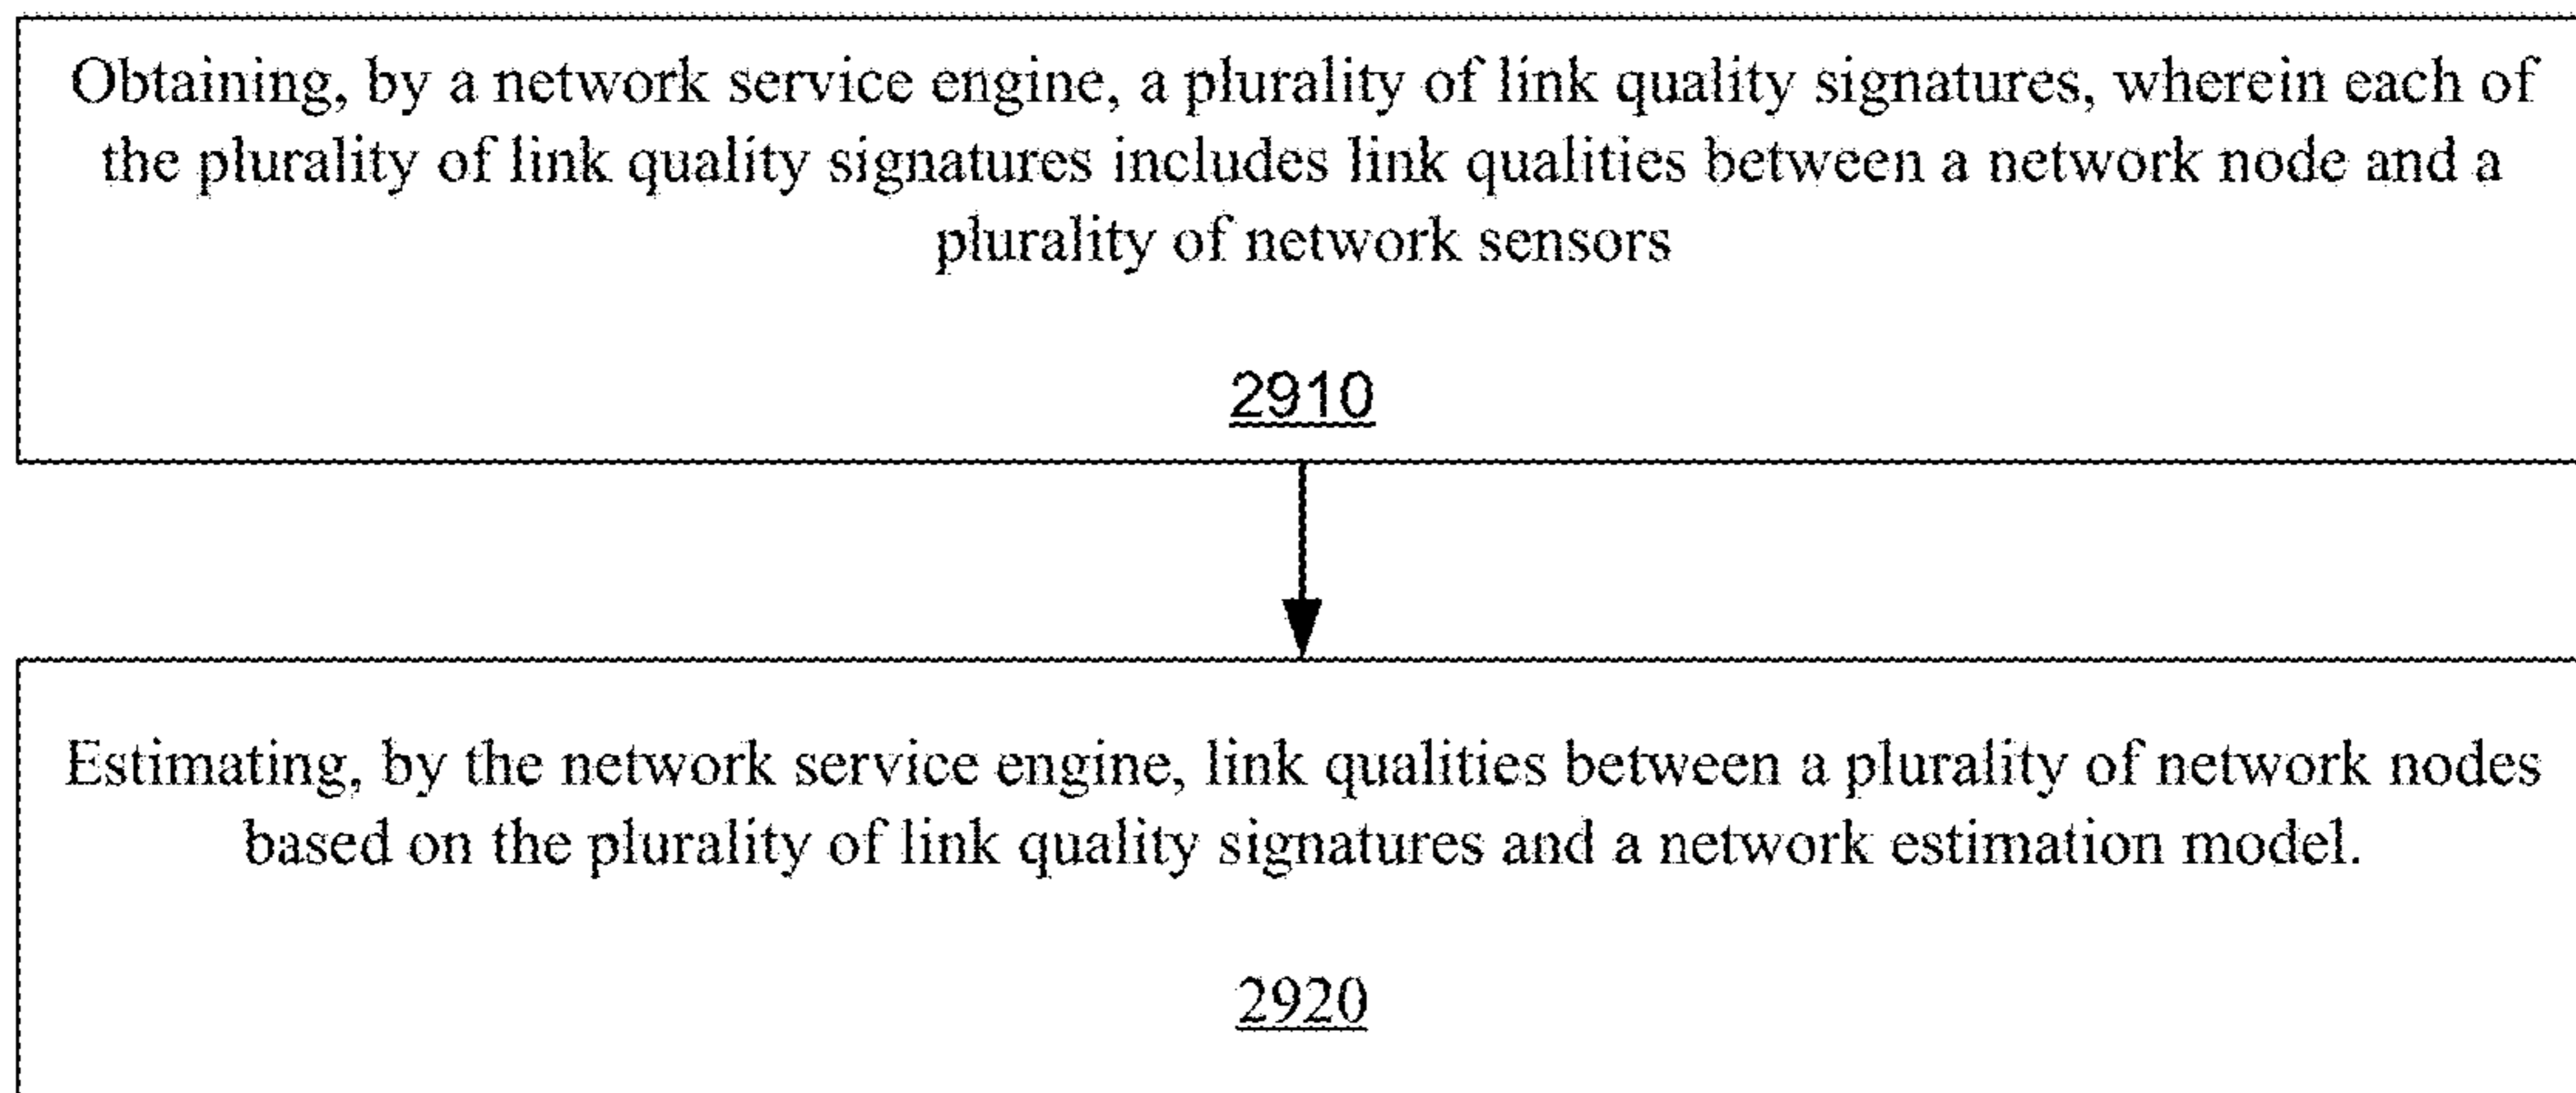 Obtaining, by a network service engine, a plurality of link quality signatures, wherein each of
the plurality of link quality signatures includes link qualities between a network node and a
plurality of network sensors
2910
Estimating, by the network service engine, link qualities between a plurality of network nodes
based on the plurality of link quality signatures and a network estimation model.
2920